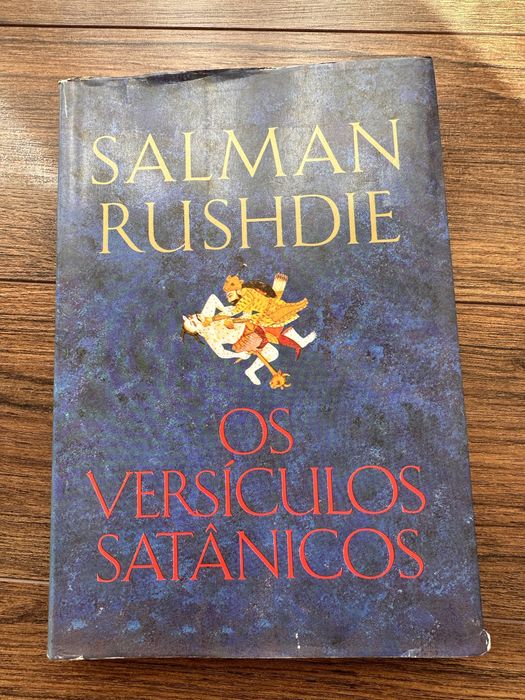 SALMAN
RUSHDIE
OS
VERSÍCULOS
SATÂNICOS